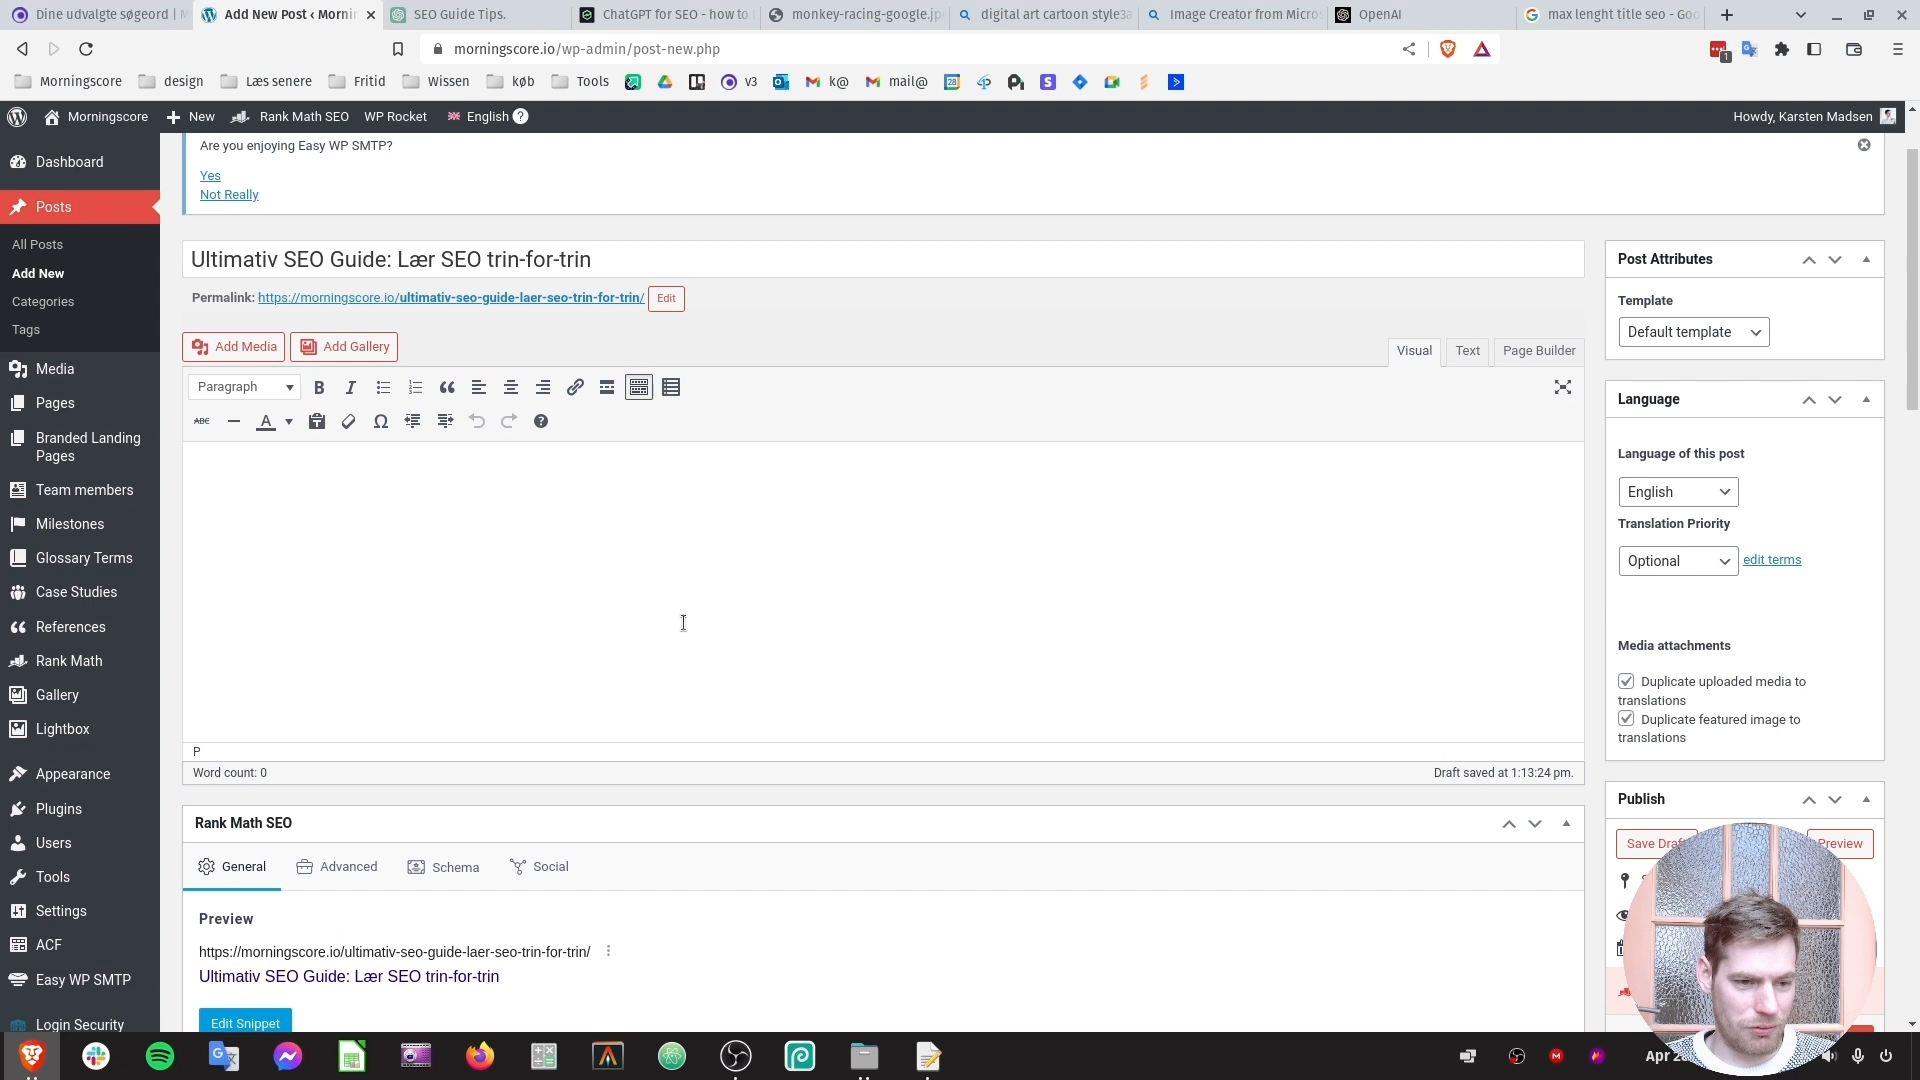 Dine udvalgte søgeord | M
Add New Post ‹ Mornin
SEO Guide Tips.
ChatGPT for SEO - how to
monkey-racing-google.jp
digital art cartoon style3a
Image Creator from Micros
OpenAI
max lenght title seo - Goo
morningscore.io/wp-admin/post-new.php
1
Morningscore
design
Læs senere
Fritid
Wissen
køb
Tools
v3
k@
mail@
28
Morningscore
New
Rank Math SEO
WP Rocket
English
Howdy, Karsten Madsen
Dashboard
Posts
All Posts
Add New
Categories
Tags
Media
Pages
Branded Landing
Pages
Team members
Milestones
Glossary Terms
Case Studies
References
Rank Math
Gallery
Lightbox
Appearance
Plugins
Users
Tools
Settings
ACF
Easy WP SMTP
Login Security
Are you enjoying Easy WP SMTP?
Yes
Not Really
Ultimativ SEO Guide: Lær SEO trin-for-trin
Permalink: https://morningscore.io/ultimativ-seo-guide-laer-seo-trin-for-trin/ Edit
Add Media
Add Gallery
Visual
Text
Page Builder
Paragraph
B
I
ABC
A
Ω
P
Word count: 0
Draft saved at 1:13:24 pm.
Rank Math SEO
General
Advanced
Schema
Social
Preview
https://morningscore.io/ultimativ-seo-guide-laer-seo-trin-for-trin/
Ultimativ SEO Guide: Lær SEO trin-for-trin
Edit Snippet
Post Attributes
Template
Default template
Language
Language of this post
English
Translation Priority
Optional
edit terms
Media attachments
Duplicate uploaded media to
translations
Duplicate featured image to
translations
Publish
Save Draf
Preview